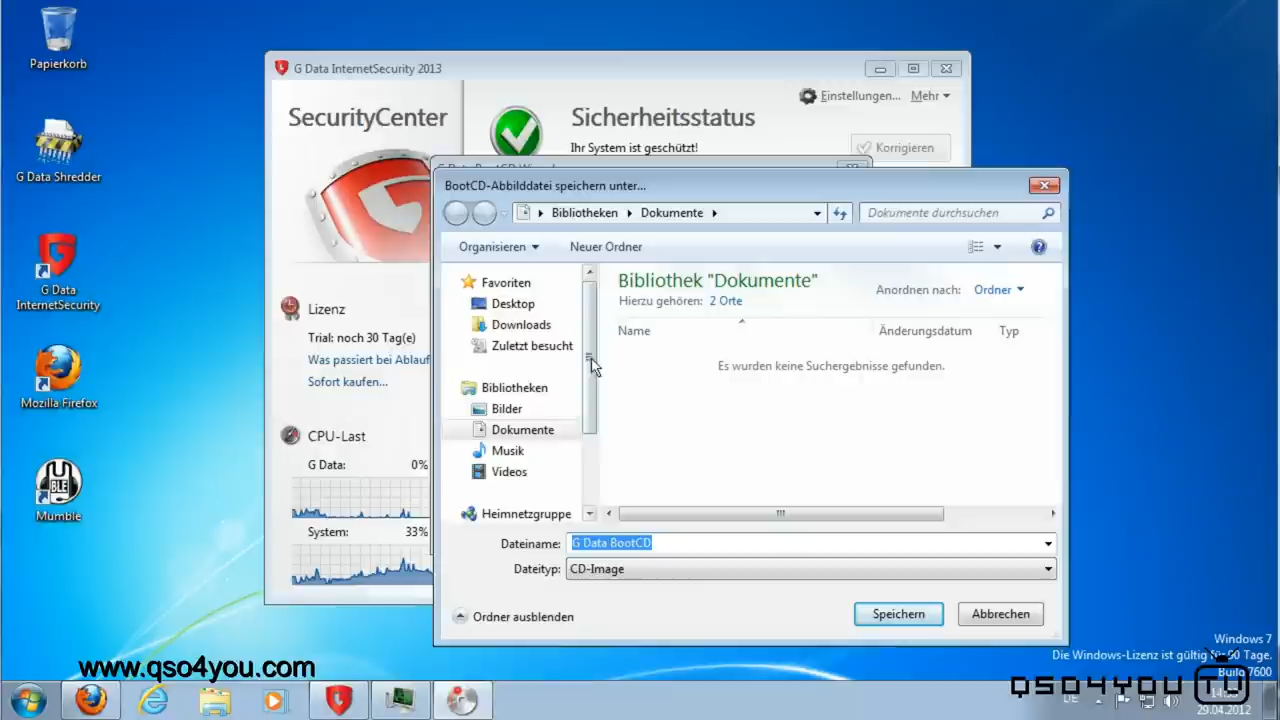 Papierkorb
G Data Shredder
G Data
InternetSecurity
Mozilla Firefox
Mumble
G Data InternetSecurity 2013
SecurityCenter
Sicherheitsstatus
Ihr System ist geschützt!
Einstellungen...
Mehr
Korrigieren
Lizenz
Trial: noch 30 Tag(e)
Was passiert bei Ablauf
Sofort kaufen...
CPU-Last
G Data: 0%
System: 33%
BootCD-Abbilddatei speichern unter...
Bibliotheken
Dokumente
Dokumente durchsuchen
Organisieren
Neuer Ordner
Favoriten
Desktop
Downloads
Zuletzt besucht
Bibliotheken
Bilder
Dokumente
Musik
Videos
Heimnetzgruppe
Bibliothek "Dokumente"
Hierzu gehören: 2 Orte
Anordnen nach: Ordner
Name
Änderungsdatum
Typ
Es wurden keine Suchergebnisse gefunden.
Dateiname: G Data BootCD
Dateityp: CD-Image
Ordner ausblenden
Speichern
Abbrechen
Windows 7
Die Windows-Lizenz ist gültig für 90 Tage.
Build 7600
www.qso4you.com
QSO4YOU TV
DE
29.04.2012